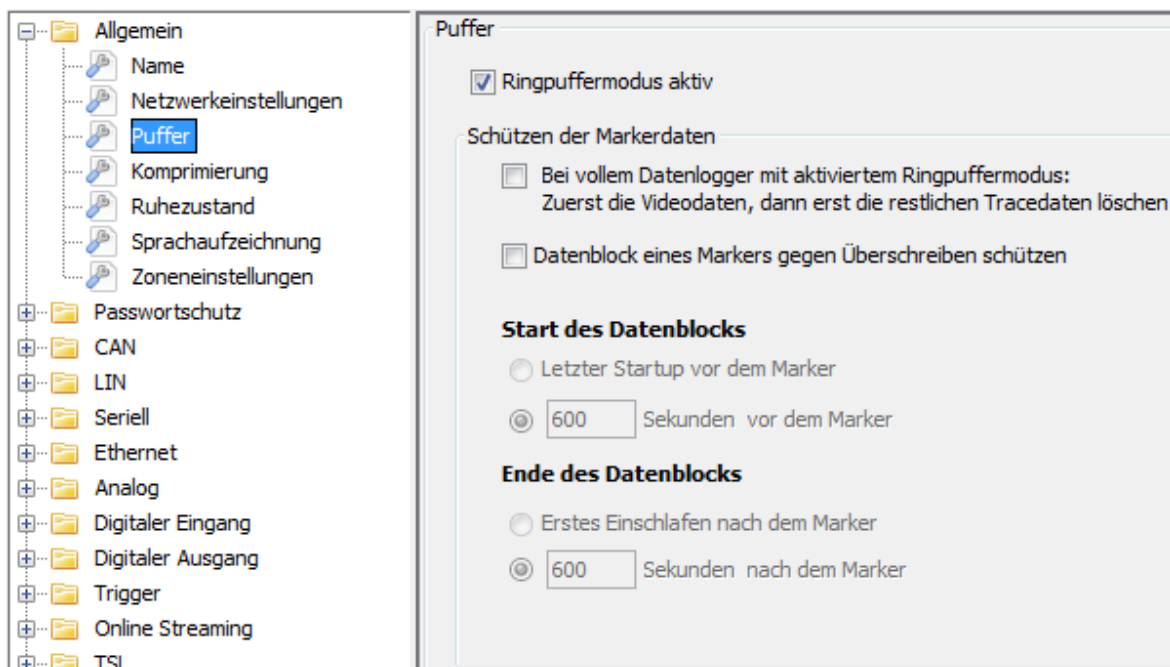 Allgemein
Name
Netzwerkeinstellungen
Puffer
Komprimierung
Ruhezustand
Sprachaufzeichnung
Zoneneinstellungen
Passwortschutz
CAN
LIN
Seriell
Ethernet
Analog
Digitaler Eingang
Digitaler Ausgang
Trigger
Online Streaming
TSL
Puffer
Ringpuffermodus aktiv
Schützen der Markerdaten
Bei vollem Datenlogger mit aktiviertem Ringpuffermodus:
Zuerst die Videodaten, dann erst die restlichen Tracedaten löschen
Datenblock eines Markers gegen Überschreiben schützen
Start des Datenblocks
Letzter Startup vor dem Marker
600 Sekunden vor dem Marker
Ende des Datenblocks
Erstes Einschlafen nach dem Marker
600 Sekunden nach dem Marker